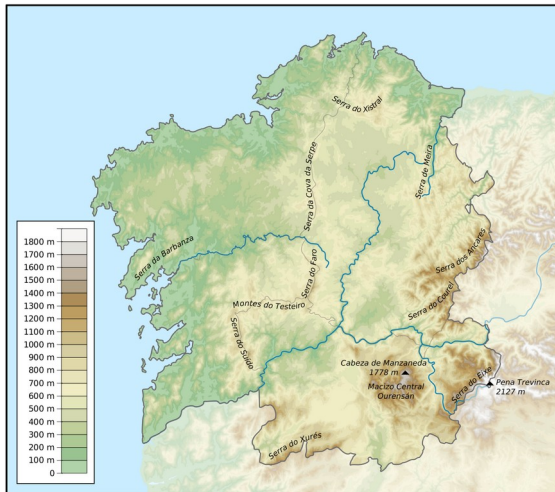 Serra do Xistral
Serra da Cova da Serpe
Serra de Meira
Serra da Barbanza
Serra dos Ancares
Serra do Faro
Serra do Courel
Montes do Testeiro
Serra do Suído
Cabeza de Manzaneda
1778 m
Macizo Central
Ourensán
Serra do Eixe
Pena Trevinca
2127 m
Serra do Xurés
1800 m
1700 m
1600 m
1500 m
1400 m
1300 m
1200 m
1100 m
1000 m
900 m
800 m
700 m
600 m
500 m
400 m
300 m
200 m
100 m
0